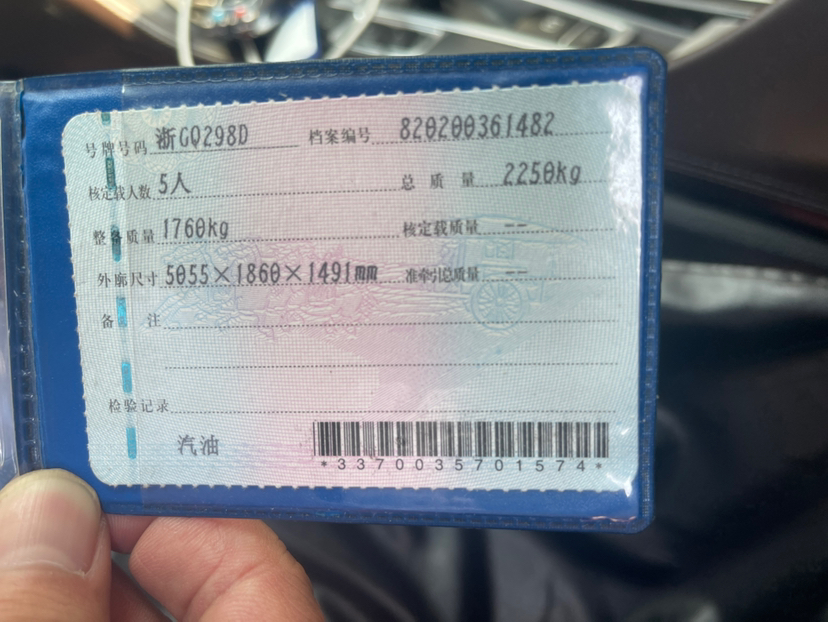 号牌号码 浙GQ298D 档案编号 820200361482
核定载人数 5人 总质量 2250kg
整备质量 1760kg 核定载质量 --
外廓尺寸 5055×1860×1491mm 准牵引总质量 --
备注
检验记录
汽油
*3370035701574*